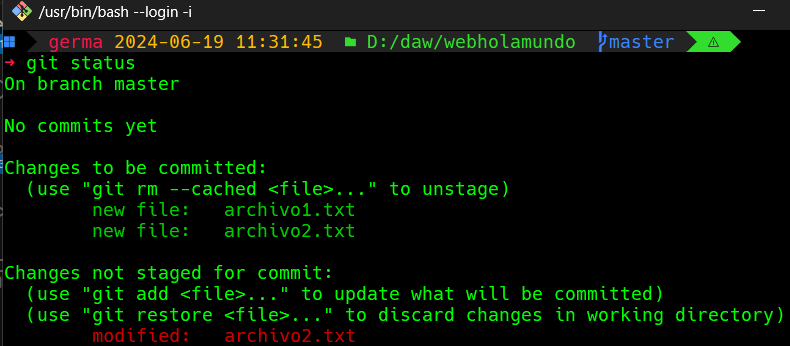 /usr/bin/bash --login -i
germa 2024-06-19 11:31:45 D:/daw/webholamundo master
➜ git status
On branch master
No commits yet
Changes to be committed:
(use "git rm --cached <file>..." to unstage)
new file: archivo1.txt
new file: archivo2.txt
Changes not staged for commit:
(use "git add <file>..." to update what will be committed)
(use "git restore <file>..." to discard changes in working directory)
modified: archivo2.txt